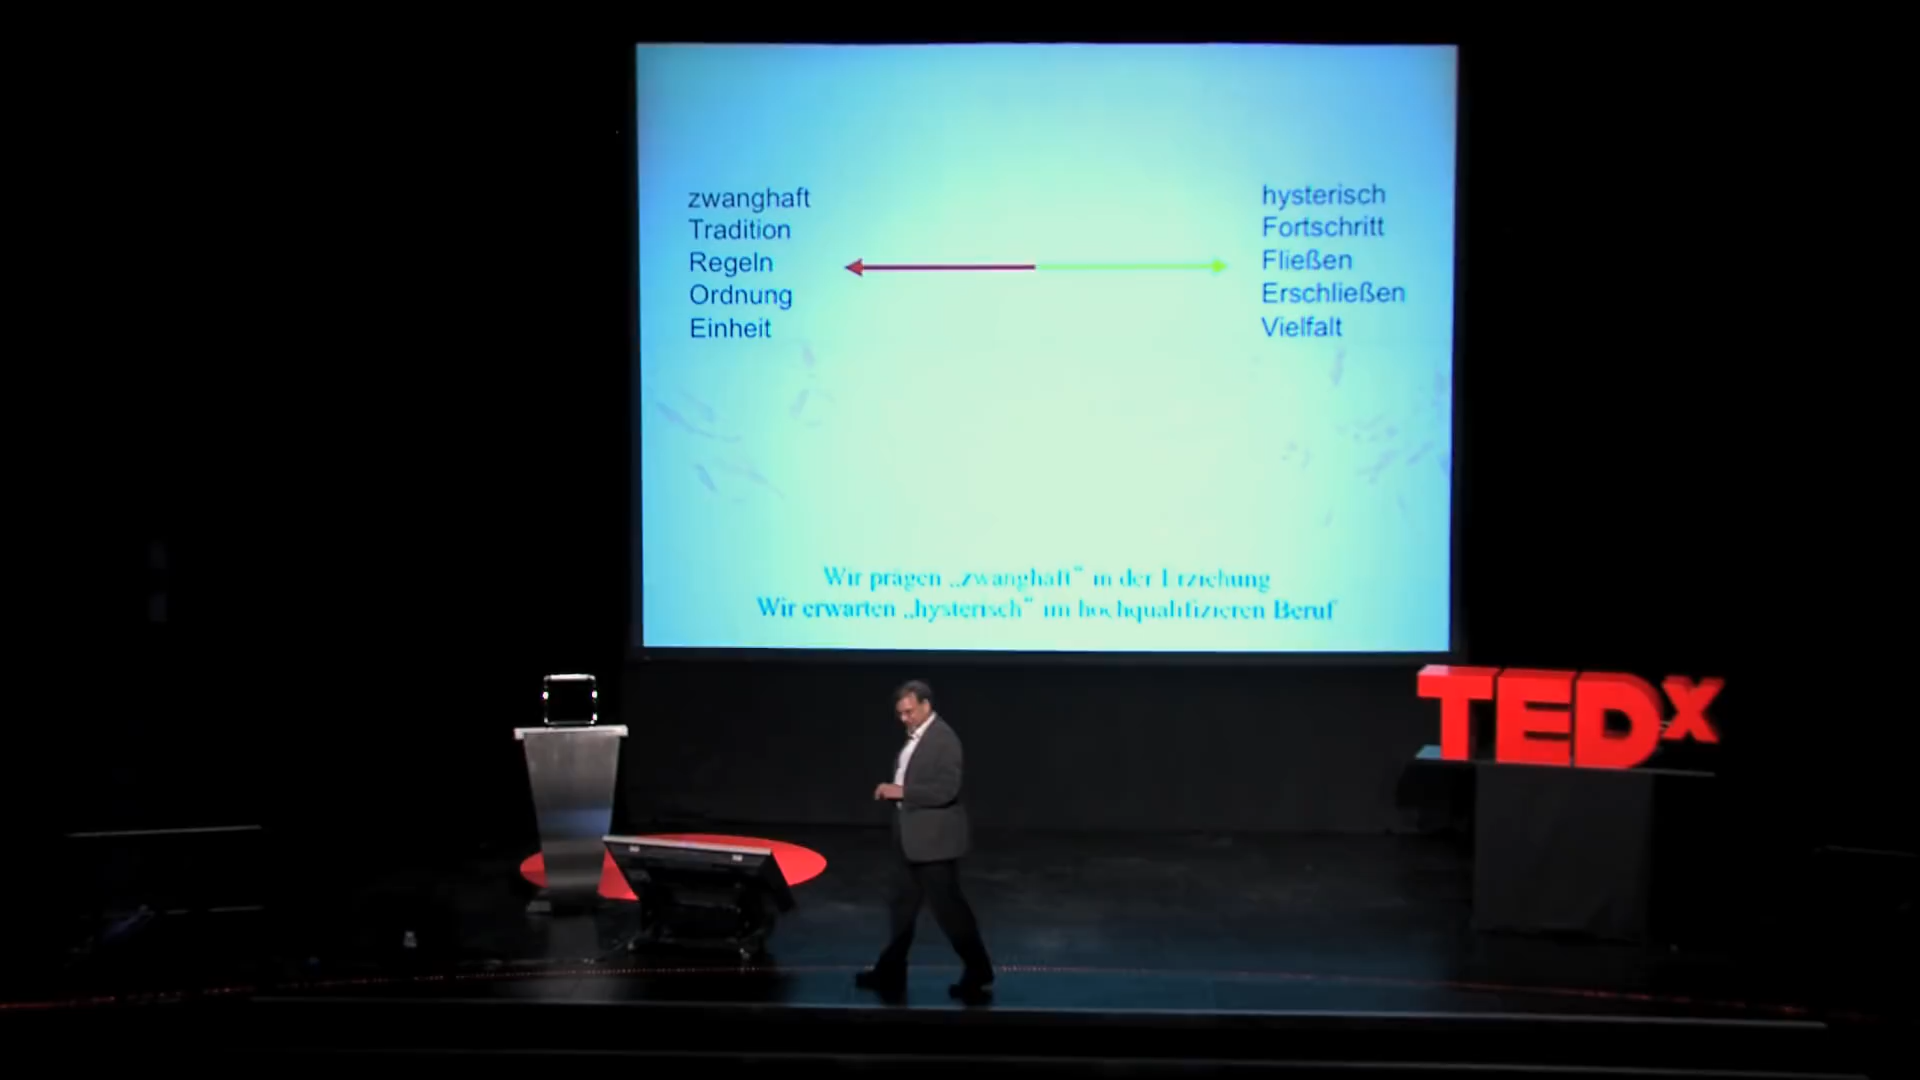 zwanghaft
Tradition
Regeln
Ordnung
Einheit
hysterisch
Fortschritt
Fließen
Erschließen
Vielfalt
Wir prägen „zwanghaft“ in der Erziehung
Wir erwarten „hysterisch“ im hochqualifizieren Beruf
TEDx